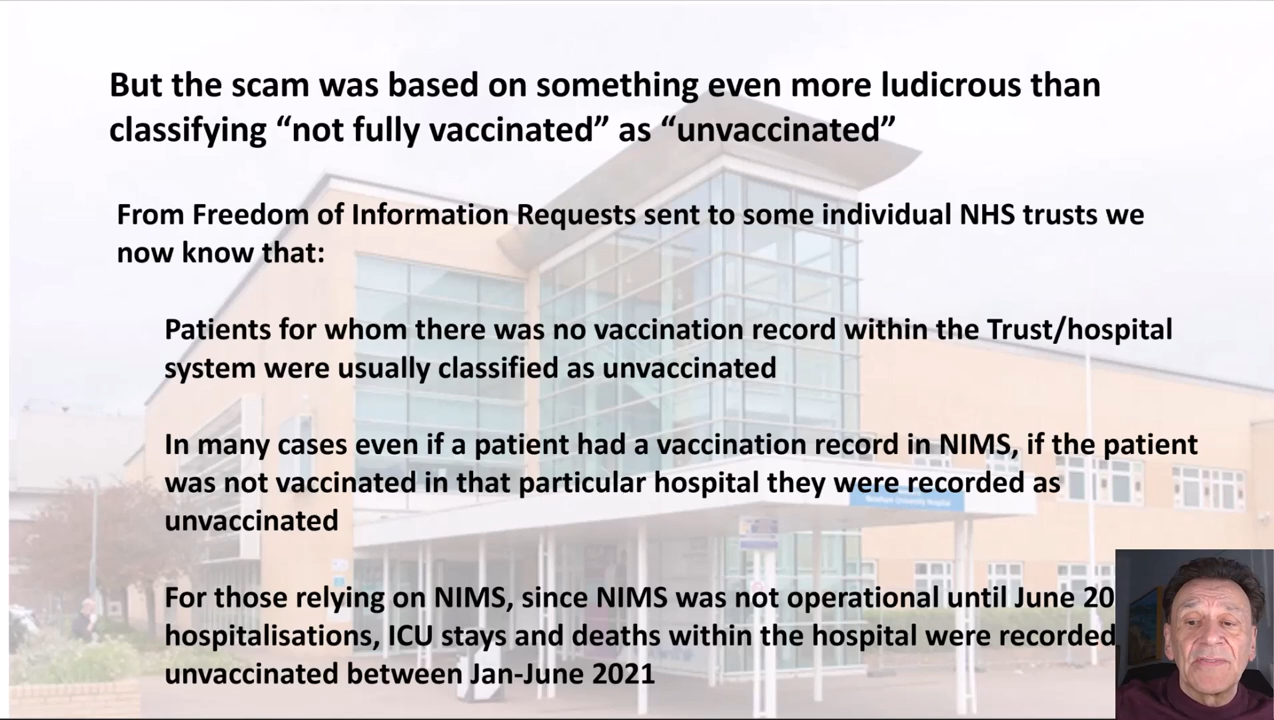 But the scam was based on something even more ludicrous than
classifying “not fully vaccinated” as “unvaccinated”
From Freedom of Information Requests sent to some individual NHS trusts we
now know that:
Patients for whom there was no vaccination record within the Trust/hospital
system were usually classified as unvaccinated
In many cases even if a patient had a vaccination record in NIMS, if the patient
was not vaccinated in that particular hospital they were recorded as
unvaccinated
Newham University Hospital
For those relying on NIMS, since NIMS was not operational until June 20
hospitalisations, ICU stays and deaths within the hospital were recorded
unvaccinated between Jan-June 2021